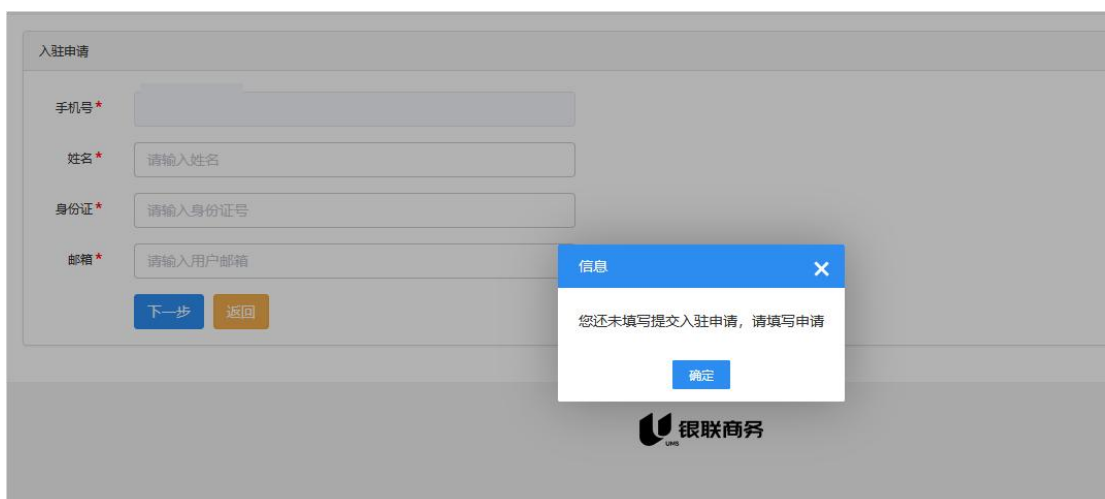 入驻申请
手机号*
姓名* 请输入姓名
身份证* 请输入身份证号
邮箱* 请输入用户邮箱
下一步 返回
信息
您还未填写提交入驻申请，请填写申请
确定
银联商务
UMS